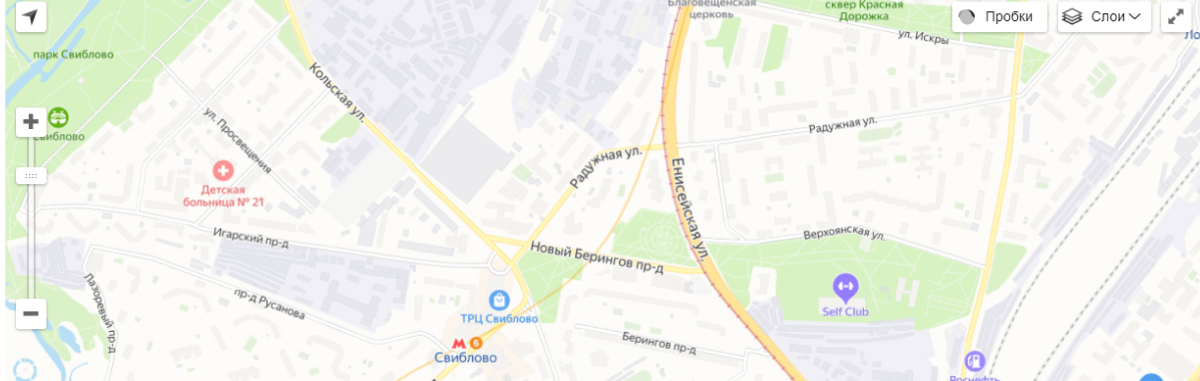 Благовещенская
церковь
сквер Красная
Дорожка
Пробки
Слои
парк Свиблово
Кольская ул.
ул. Искры
Свиблово
ул. Просвещения
Радужная ул.
Радужная ул.
Детская
больница № 21
Енисейская ул.
Игарский пр-д
Верхоянская ул.
Новый Берингов пр-д
Лазоревый пр-д
пр-д Русанова
ТРЦ Свиблово
Self Club
Берингов пр-д
М 6
Свиблово
Роснефть